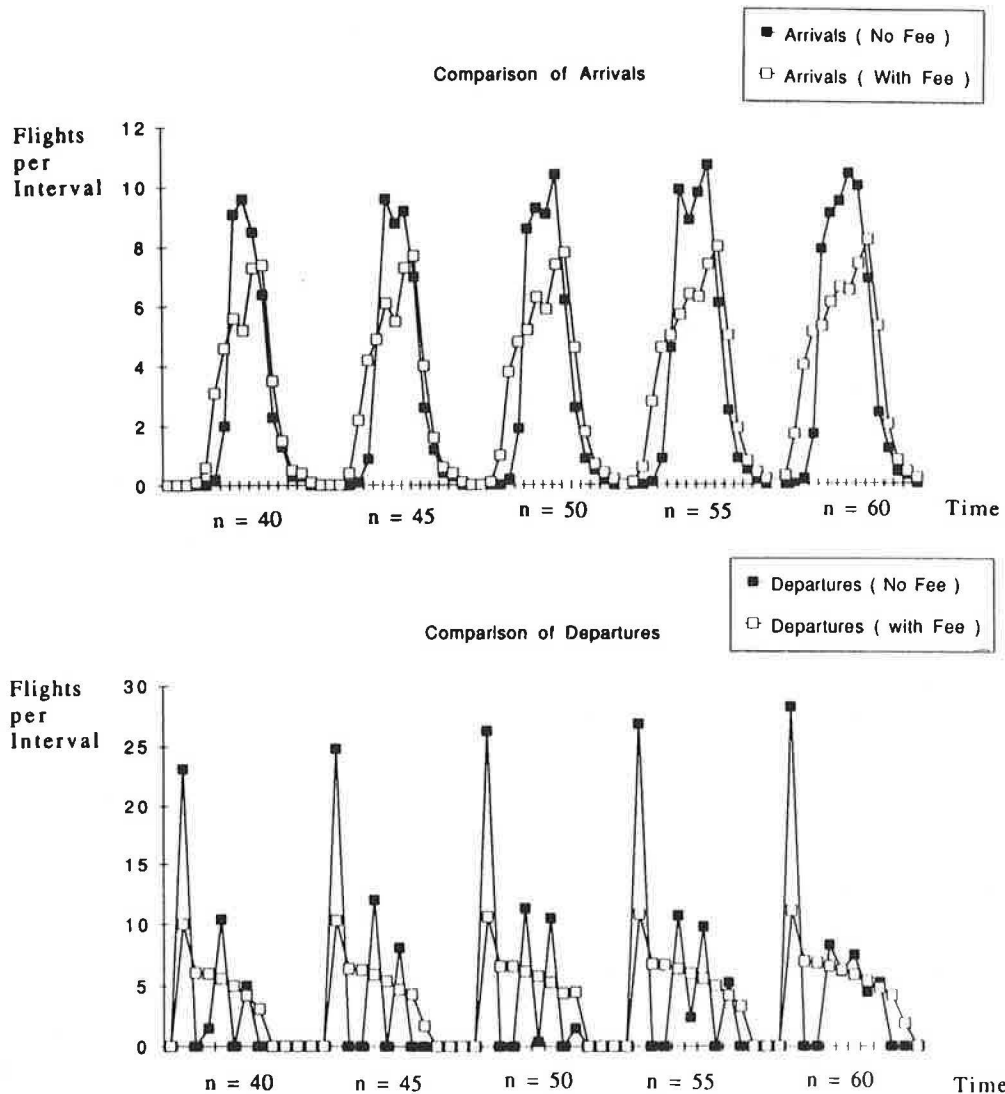 Arrivals ( No Fee )
Arrivals ( With Fee )
Comparison of Arrivals
Flights
per
Interval
12
10
8
6
4
2
0
n = 40
n = 45
n = 50
n = 55
n = 60
Time
Departures ( No Fee )
Departures ( with Fee )
Comparison of Departures
Flights
per
Interval
30
25
20
15
10
5
0
n = 40
n = 45
n = 50
n = 55
n = 60
Time